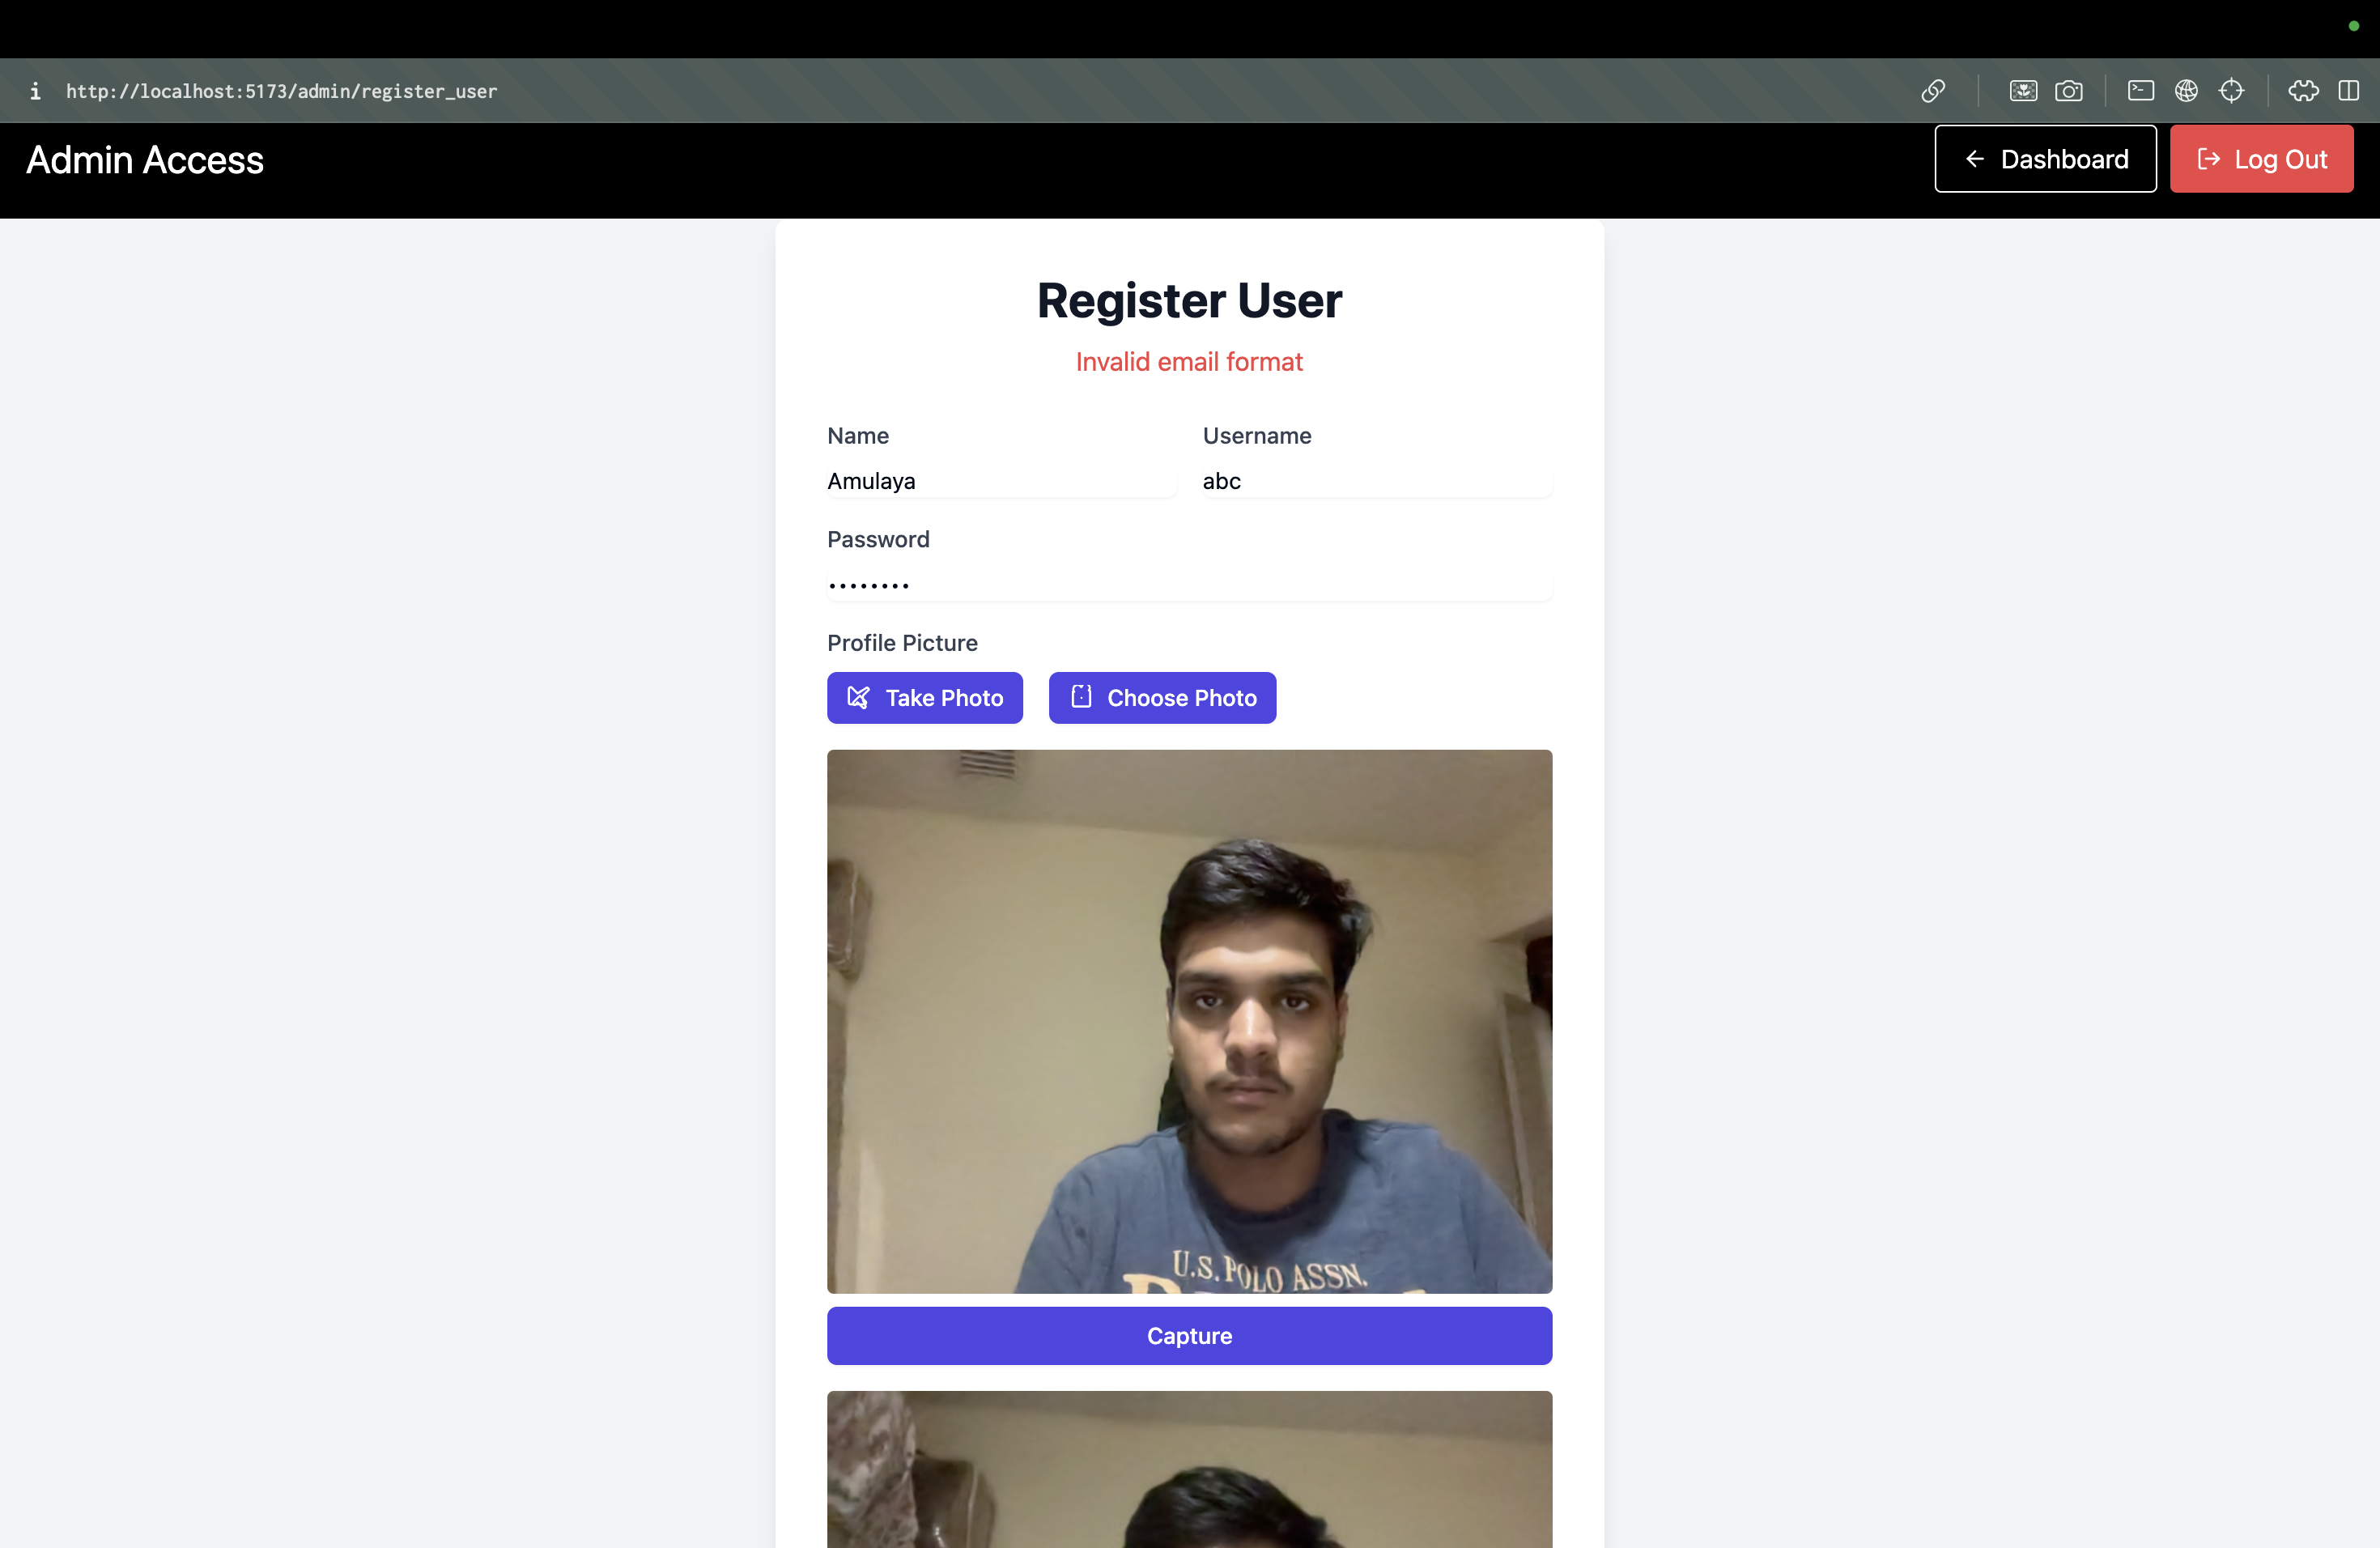 i http://localhost:5173/admin/register_user
Admin Access
Dashboard
Log Out
Register User
Invalid email format
Name
Username
Amulaya
abc
Password
••••••••
Profile Picture
Take Photo
Choose Photo
U.S. POLO ASSN.
Capture